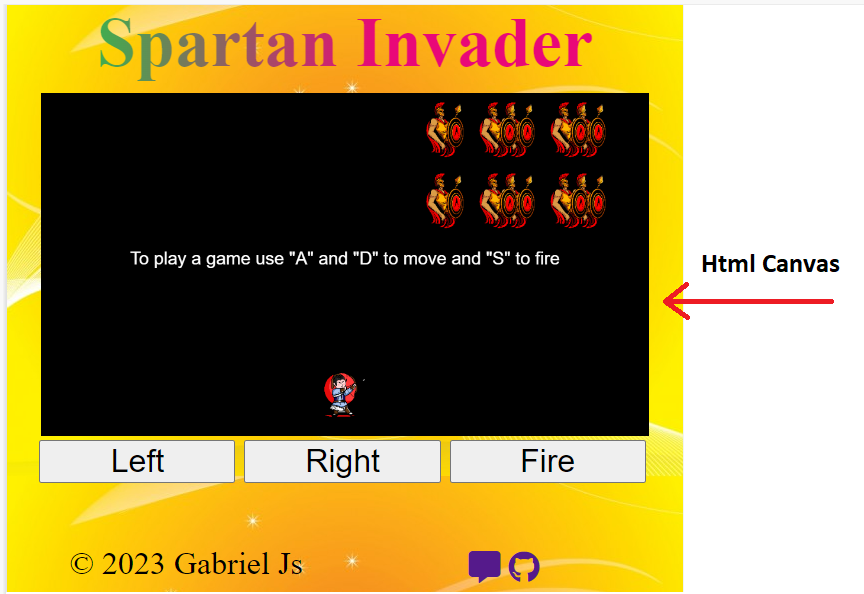 Spartan Invader
To play a game use "A" and "D" to move and "S" to fire
Html Canvas
Left Right Fire
© 2023 Gabriel Js